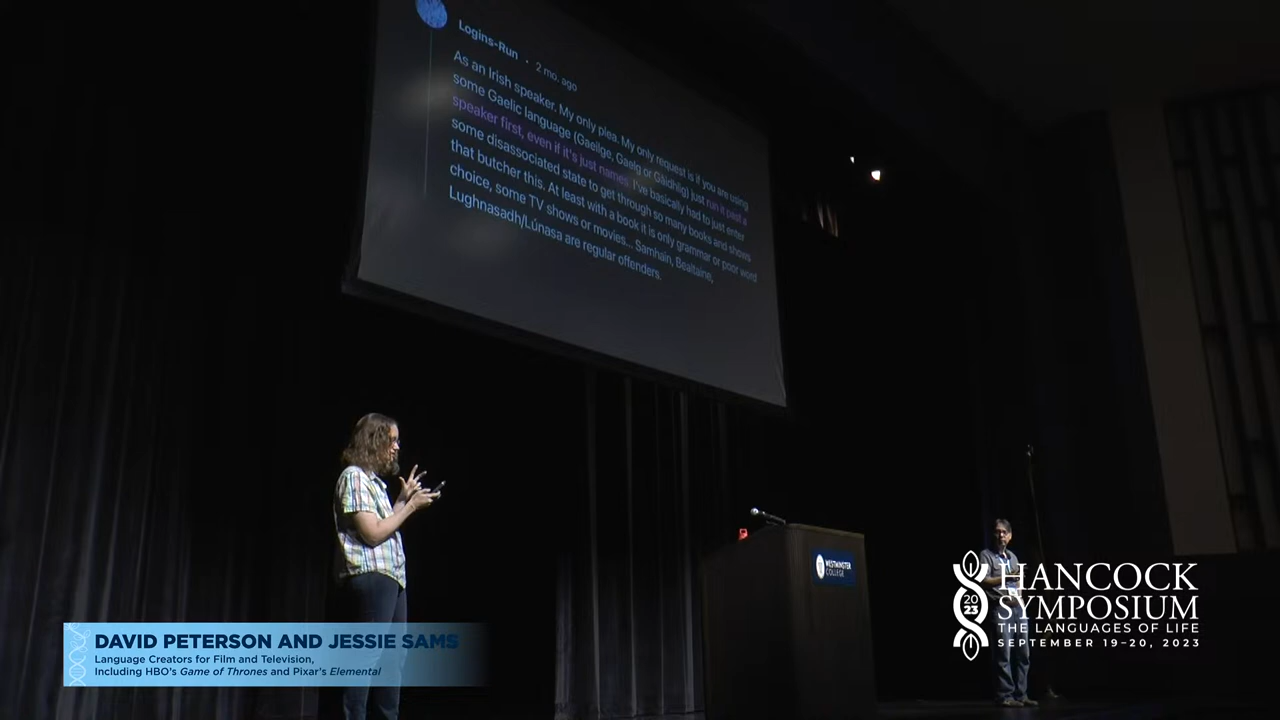 Logins-Run · 2 mo. ago
As an Irish speaker. My only plea. My only request is if you are using
some Gaelic language (Gaeilge, Gaelg or Gàidhlig) just run it past a
speaker first, even if it's just names. I've basically had to just enter
some disassociated state to get through so many books and shows
that butcher this. At least with a book it is only grammar or poor word
choice, some TV shows or movies... Samhain, Bealtaine,
Lughnasadh/Lúnasa are regular offenders.
WESTMINSTER
COLLEGE
DAVID PETERSON AND JESSIE SAMS
Language Creators for Film and Television,
Including HBO's Game of Thrones and Pixar's Elemental
2023
HANCOCK
SYMPOSIUM
THE LANGUAGES OF LIFE
SEPTEMBER 19–20, 2023